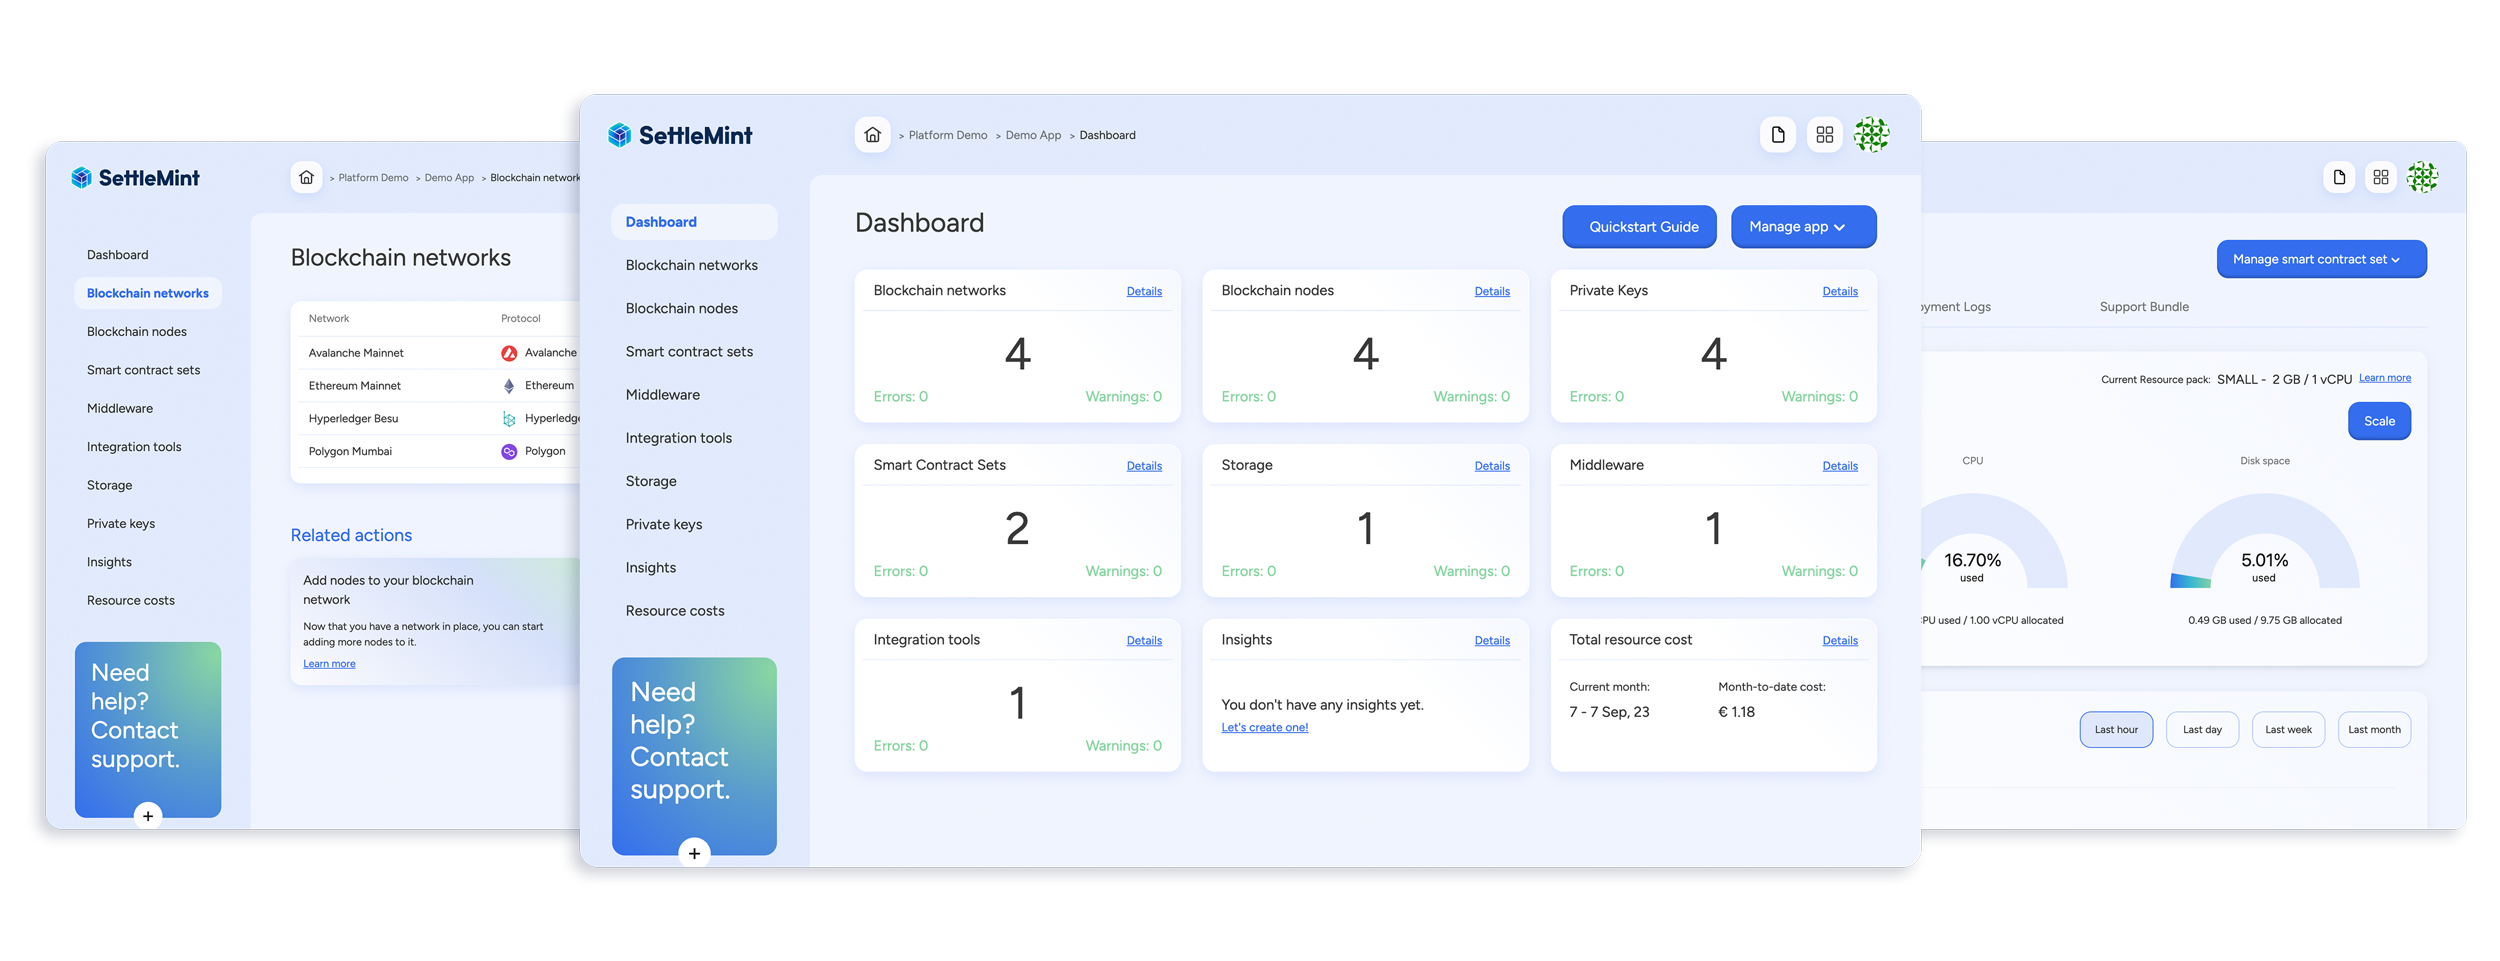 SettleMint
> Platform Demo > Demo App > Blockchain network
Dashboard
Blockchain networks
Blockchain nodes
Smart contract sets
Middleware
Integration tools
Storage
Private keys
Insights
Resource costs
Need
help?
Contact
support.
+
Blockchain networks
Network Protocol
Avalanche Mainnet Avalanche
Ethereum Mainnet Ethereum
Hyperledger Besu Hyperledge
Polygon Mumbai Polygon
Related actions
Add nodes to your blockchain
network
Now that you have a network in place, you can start
adding more nodes to it.
Learn more
SettleMint
> Platform Demo > Demo App > Dashboard
Dashboard
Blockchain networks
Blockchain nodes
Smart contract sets
Middleware
Integration tools
Storage
Private keys
Insights
Resource costs
Need
help?
Contact
support.
+
Dashboard
Quickstart Guide
Manage app
Blockchain networks Details
4
Errors: 0 Warnings: 0
Blockchain nodes Details
4
Errors: 0 Warnings: 0
Private Keys Details
4
Errors: 0 Warnings: 0
Smart Contract Sets Details
2
Errors: 0 Warnings: 0
Storage Details
1
Errors: 0 Warnings: 0
Middleware Details
1
Errors: 0 Warnings: 0
Integration tools Details
1
Errors: 0 Warnings: 0
Insights Details
You don't have any insights yet.
Let's create one!
Total resource cost Details
Current month: Month-to-date cost:
7 - 7 Sep, 23 € 1.18
Manage smart contract set
yment Logs Support Bundle
Current Resource pack: SMALL - 2 GB / 1 vCPU Learn more
Scale
CPU
16.70%
used
PU used / 1.00 vCPU allocated
Disk space
5.01%
used
0.49 GB used / 9.75 GB allocated
Last hour
Last day
Last week
Last month